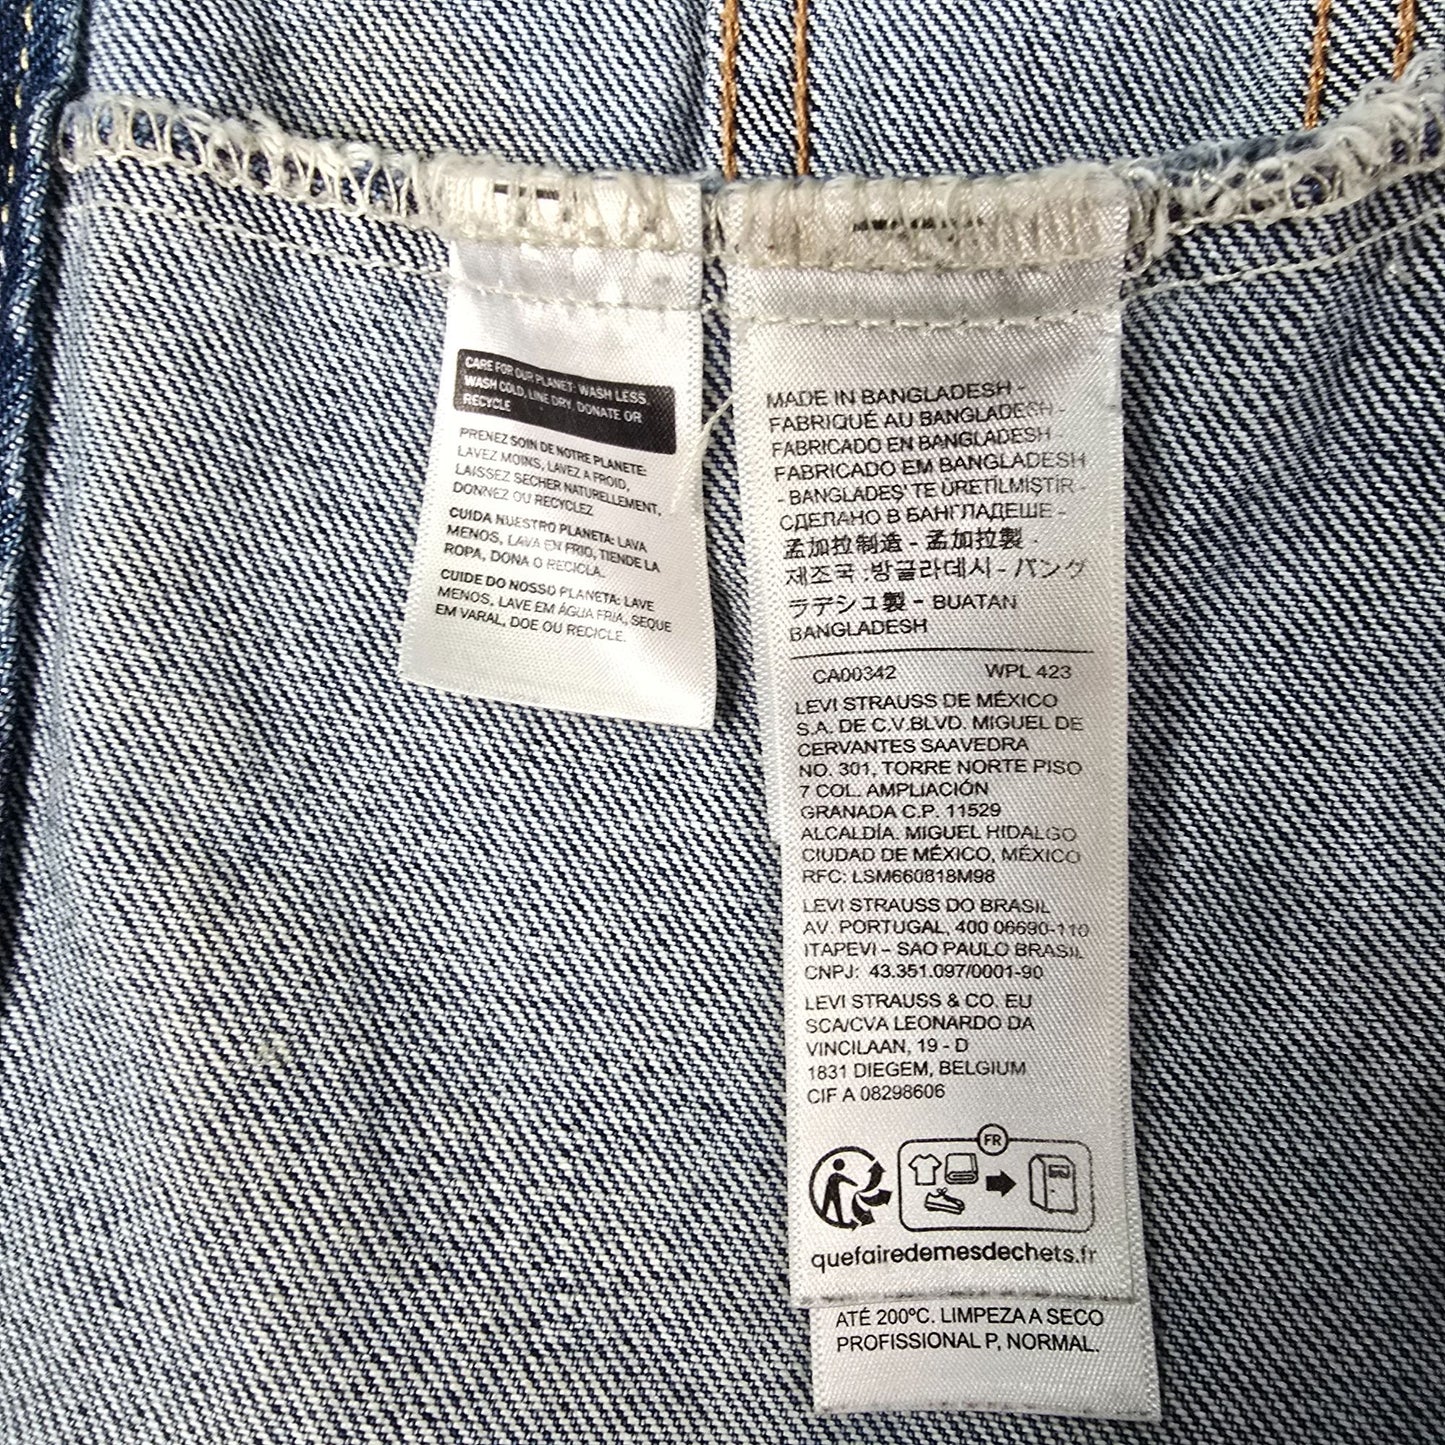 CARE FOR OUR PLANET: WASH LESS,
WASH COLD, LINE DRY, DONATE OR
RECYCLE
PRENEZ SOIN DE NOTRE PLANETE:
LAVEZ MOINS, LAVEZ A FROID,
LAISSEZ SECHER NATURELLEMENT,
DONNEZ OU RECYCLEZ
CUIDA NUESTRO PLANETA: LAVA
MENOS, LAVA EN FRIO, TIENDE LA
ROPA, DONA O RECICLA.
CUIDE DO NOSSO PLANETA: LAVE
MENOS, LAVE EM ÁGUA FRIA, SEQUE
EM VARAL, DOE OU RECICLE.
MADE IN BANGLADESH -
FABRIQUÉ AU BANGLADESH -
FABRICADO EN BANGLADESH -
FABRICADO EM BANGLADESH
- BANGLADEŞ'TE ÜRETİLMİŞTİR -
СДЕЛАНО В БАНГЛАДЕШЕ -
孟加拉制造 - 孟加拉製 -
제조국 :방글라데시 - バング
ラデシュ製 - BUATAN
BANGLADESH
CA00342 WPL 423
LEVI STRAUSS DE MÉXICO
S.A. DE C.V.BLVD. MIGUEL DE
CERVANTES SAAVEDRA
NO. 301, TORRE NORTE PISO
7 COL. AMPLIACIÓN
GRANADA C.P. 11529
ALCALDÍA. MIGUEL HIDALGO
CIUDAD DE MÉXICO, MÉXICO
RFC: LSM660818M98
LEVI STRAUSS DO BRASIL
AV. PORTUGAL, 400 06690-110
ITAPEVI - SAO PAULO BRASIL
CNPJ: 43.351.097/0001-90
LEVI STRAUSS & CO. EU
SCA/CVA LEONARDO DA
VINCILAAN, 19 - D
1831 DIEGEM, BELGIUM
CIF A 08298606
FR
quefairedemesdechets.fr
ATÉ 200ºC. LIMPEZA A SECO
PROFISSIONAL P, NORMAL.